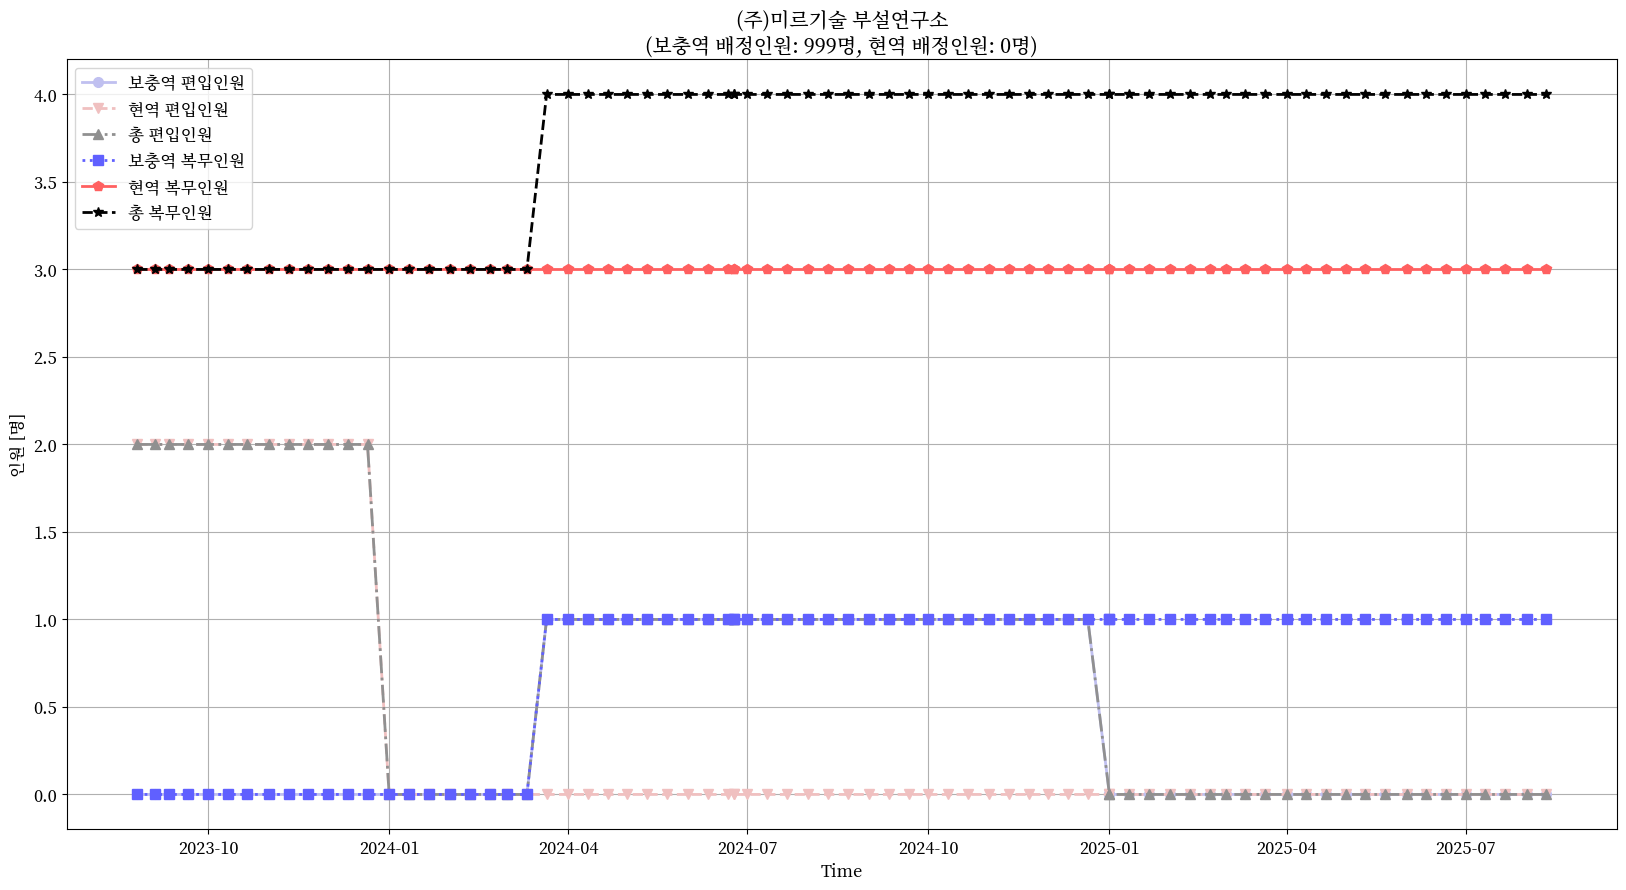 (주)미르기술 부설연구소
(보충역 배정인원: 999명, 현역 배정인원: 0명)
보충역 편입인원
현역 편입인원
총 편입인원
보충역 복무인원
현역 복무인원
총 복무인원
4.0
3.5
3.0
2.5
2.0
1.5
1.0
0.5
0.0
인원 [명]
2023-10 2024-01 2024-04 2024-07 2024-10 2025-01 2025-04 2025-07
Time